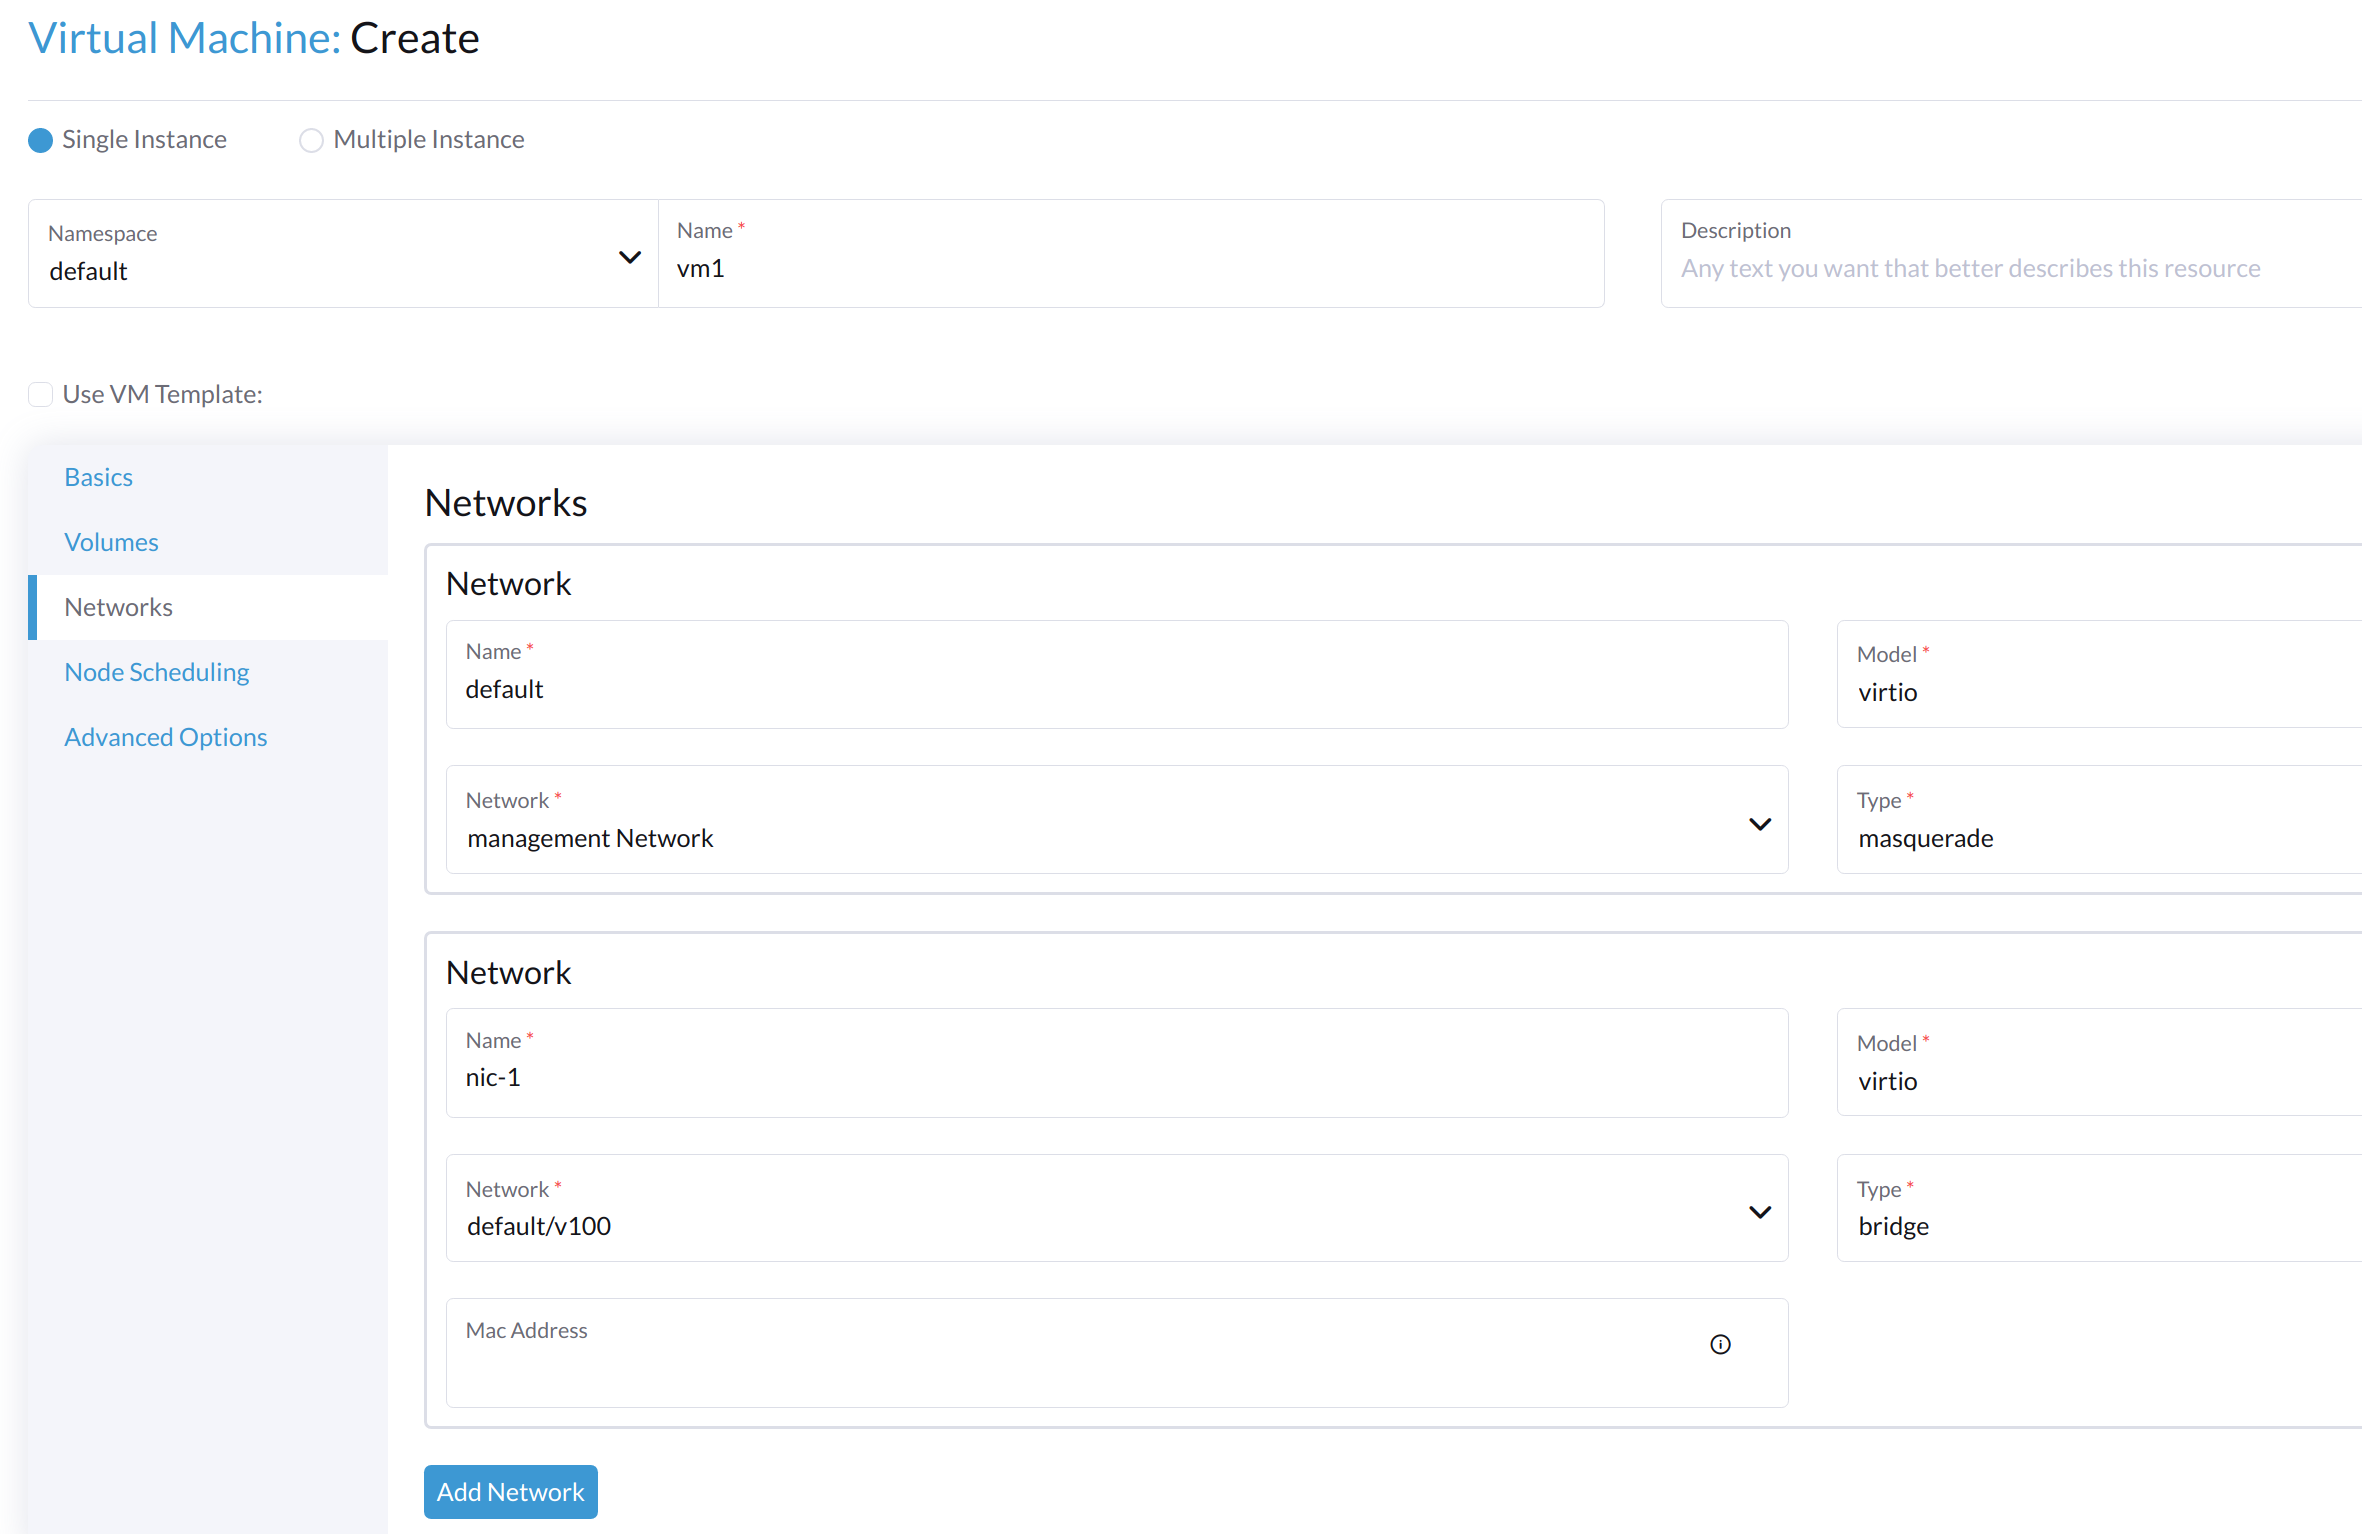 Virtual Machine: Create
Single Instance Multiple Instance
Namespace
default
Name *
vm1
Description
Any text you want that better describes this resource
Use VM Template:
Basics
Volumes
Networks
Node Scheduling
Advanced Options
Networks
Network
Name *
default
Model *
virtio
Network *
management Network
Type *
masquerade
Network
Name *
nic-1
Model *
virtio
Network *
default/v100
Type *
bridge
Mac Address
Add Network